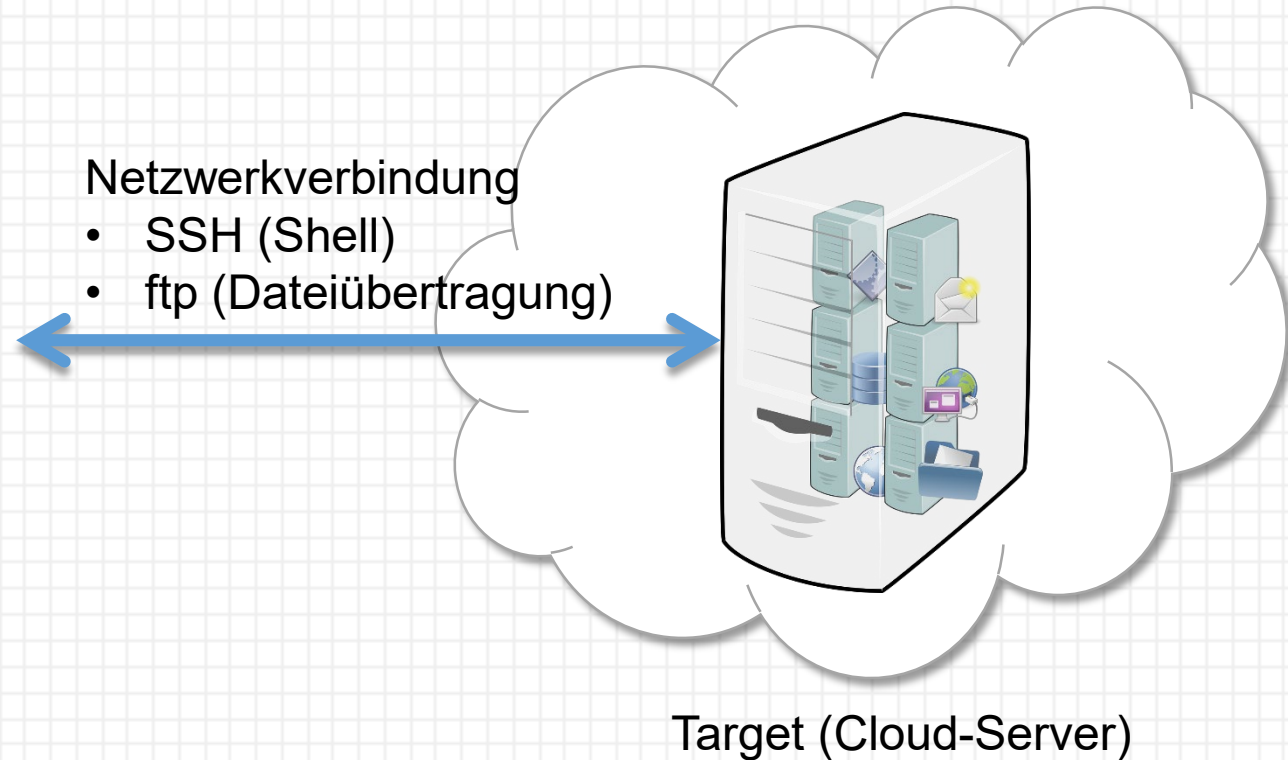 Netzwerkverbindung
• SSH (Shell)
• ftp (Dateiübertragung)
Target (Cloud-Server)